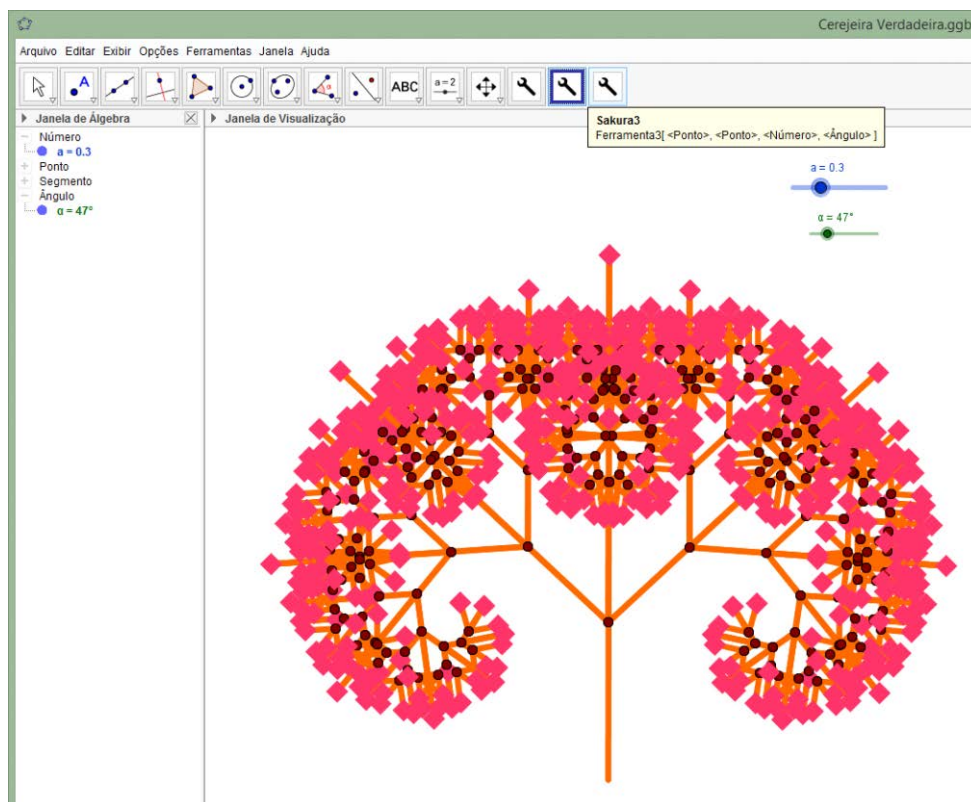 Cerejeira Verdadeira.ggb
Arquivo Editar Exibir Opções Ferramentas Janela Ajuda
A
α
ABC
a=2
Janela de Álgebra
Janela de Visualização
Sakura3
Ferramenta3[ <Ponto>, <Ponto>, <Número>, <Ângulo> ]
Número
a = 0.3
Ponto
Segmento
Ângulo
α = 47°
a = 0.3
α = 47°